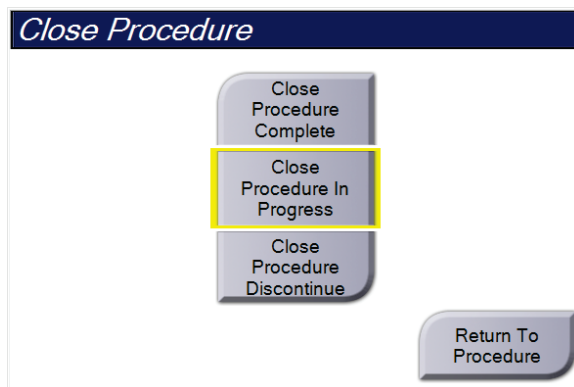 Close Procedure
Close
Procedure
Complete
Close
Procedure In
Progress
Close
Procedure
Discontinue
Return To
Procedure